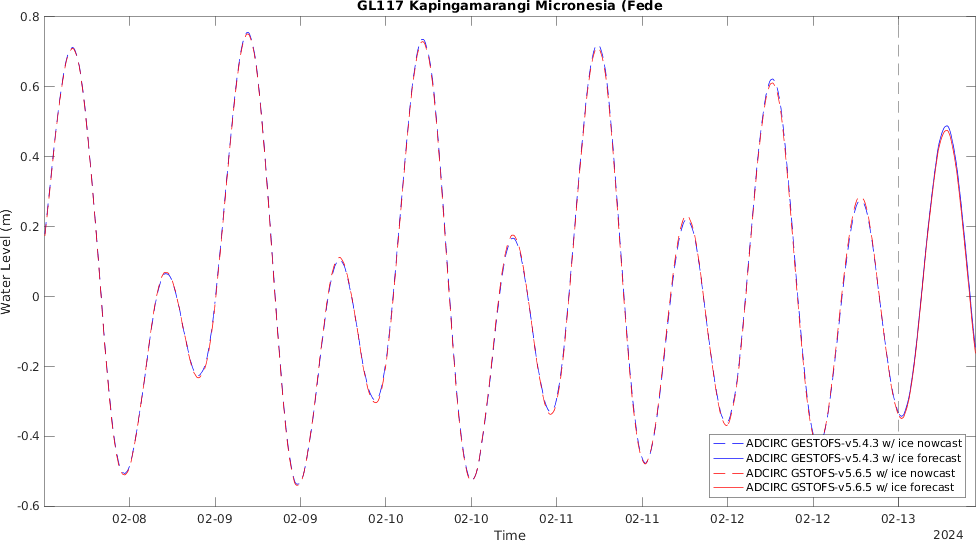 GL117 Kapingamarangi Micronesia (Fede
0.8
0.6
0.4
0.2
0
-0.2
-0.4
-0.6
Water Level (m)
ADCIRC GESTOFS-v5.4.3 w/ ice nowcast
ADCIRC GESTOFS-v5.4.3 w/ ice forecast
ADCIRC GSTOFS-v5.6.5 w/ ice nowcast
ADCIRC GSTOFS-v5.6.5 w/ ice forecast
02-08 02-09 02-09 02-10 02-10 02-11 02-11 02-12 02-12 02-13
Time
2024